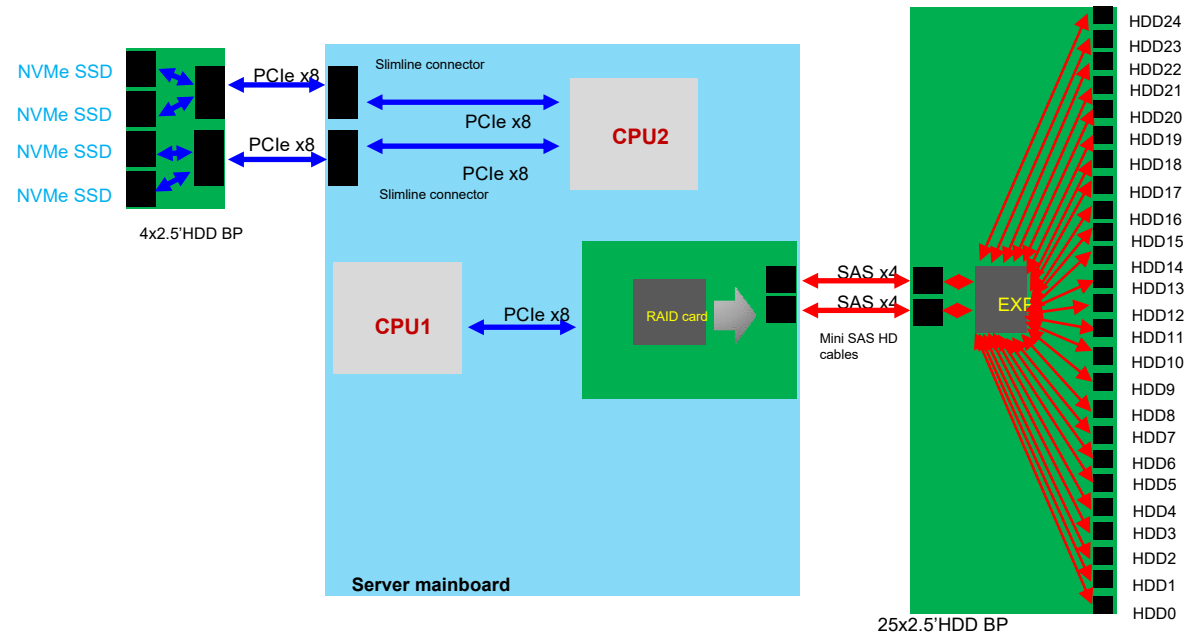 NVMe SSD
NVMe SSD
NVMe SSD
NVMe SSD
4x2.5'HDD BP
PCIe x8
PCIe x8
Slimline connector
PCIe x8
PCIe x8
Slimline connector
CPU2
CPU1
PCIe x8
RAID card
SAS x4
SAS x4
Mini SAS HD
cables
EXP
Server mainboard
HDD24
HDD23
HDD22
HDD21
HDD20
HDD19
HDD18
HDD17
HDD16
HDD15
HDD14
HDD13
HDD12
HDD11
HDD10
HDD9
HDD8
HDD7
HDD6
HDD5
HDD4
HDD3
HDD2
HDD1
HDD0
25x2.5'HDD BP